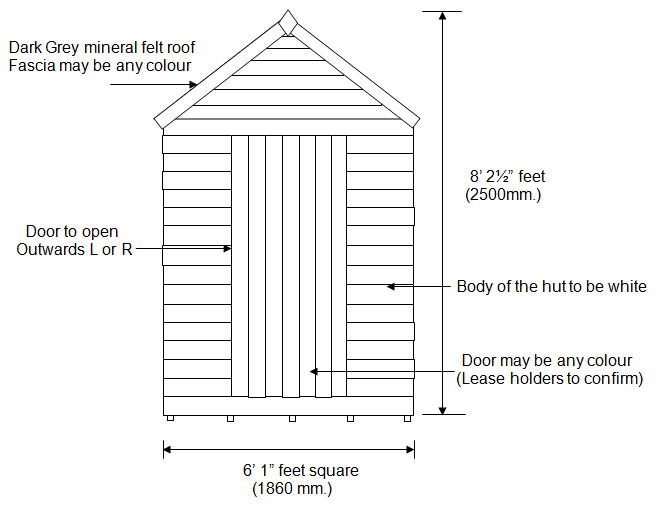 Dark Grey mineral felt roof
Fascia may be any colour
8’ 2½” feet
(2500mm.)
Door to open
Outwards L or R
Body of the hut to be white
Door may be any colour
(Lease holders to confirm)
6’ 1” feet square
(1860 mm.)